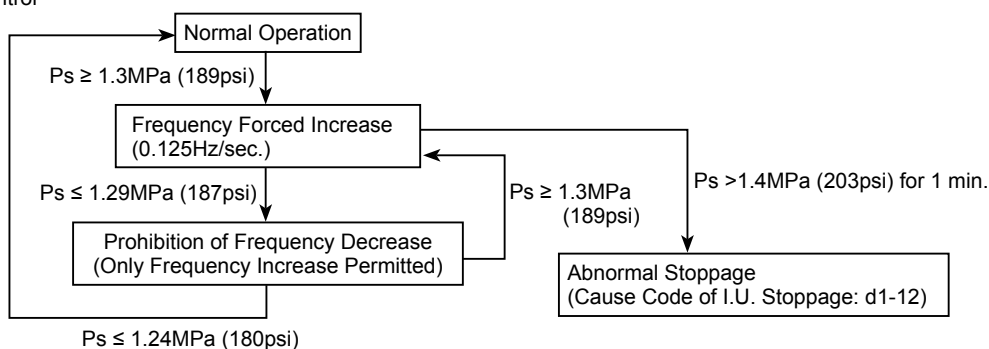 Normal Operation
Ps ≥ 1.3MPa (189psi)
Frequency Forced Increase
(0.125Hz/sec.)
Ps ≤ 1.29MPa (187psi)
Ps ≥ 1.3MPa
(189psi)
Ps >1.4MPa (203psi) for 1 min.
Prohibition of Frequency Decrease
(Only Frequency Increase Permitted)
Abnormal Stoppage
(Cause Code of I.U. Stoppage: d1-12)
Ps ≤ 1.24MPa (180psi)